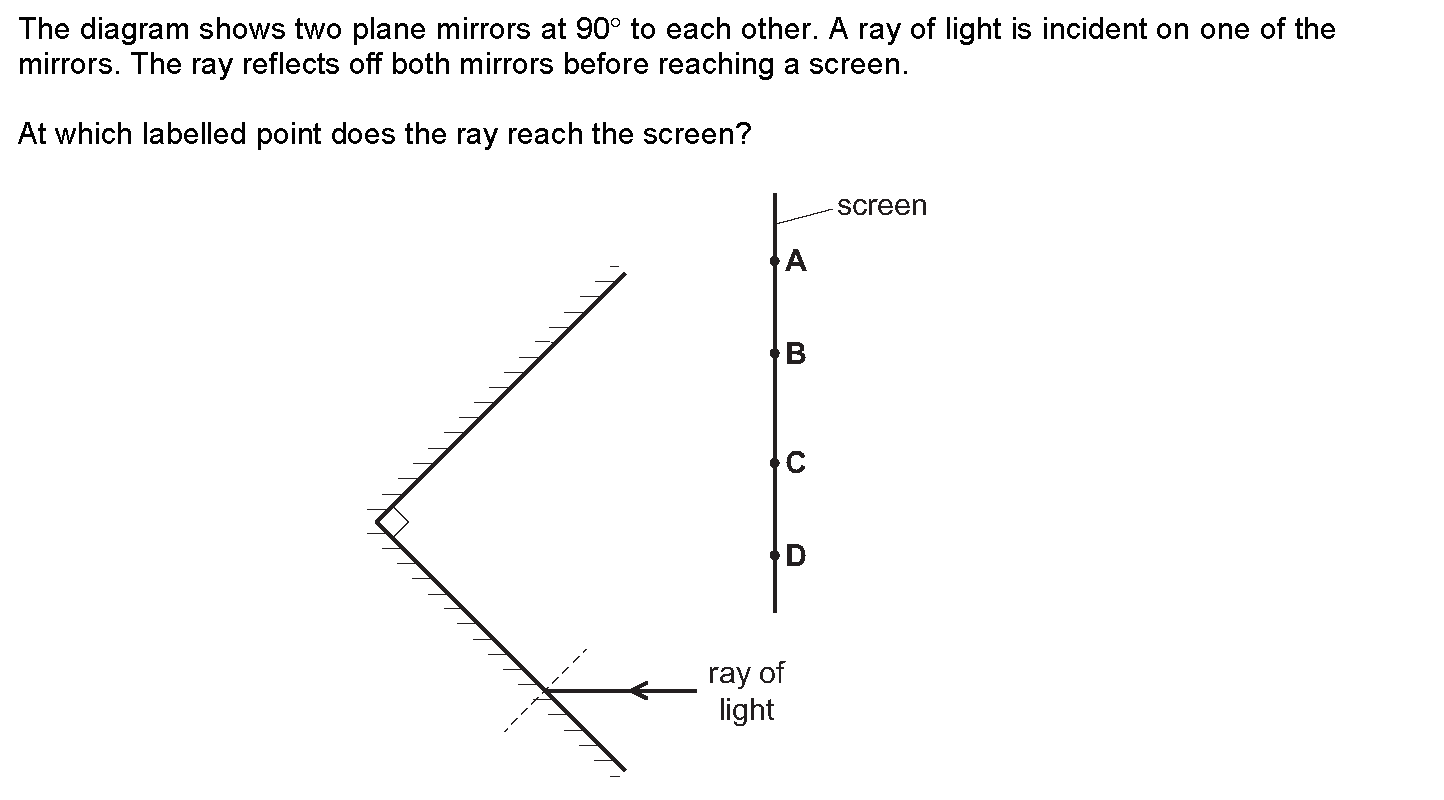 The diagram shows two plane mirrors at 90° to each other. A ray of light is incident on one of the
mirrors. The ray reflects off both mirrors before reaching a screen.
At which labelled point does the ray reach the screen?
screen
A
B
C
D
ray of
light